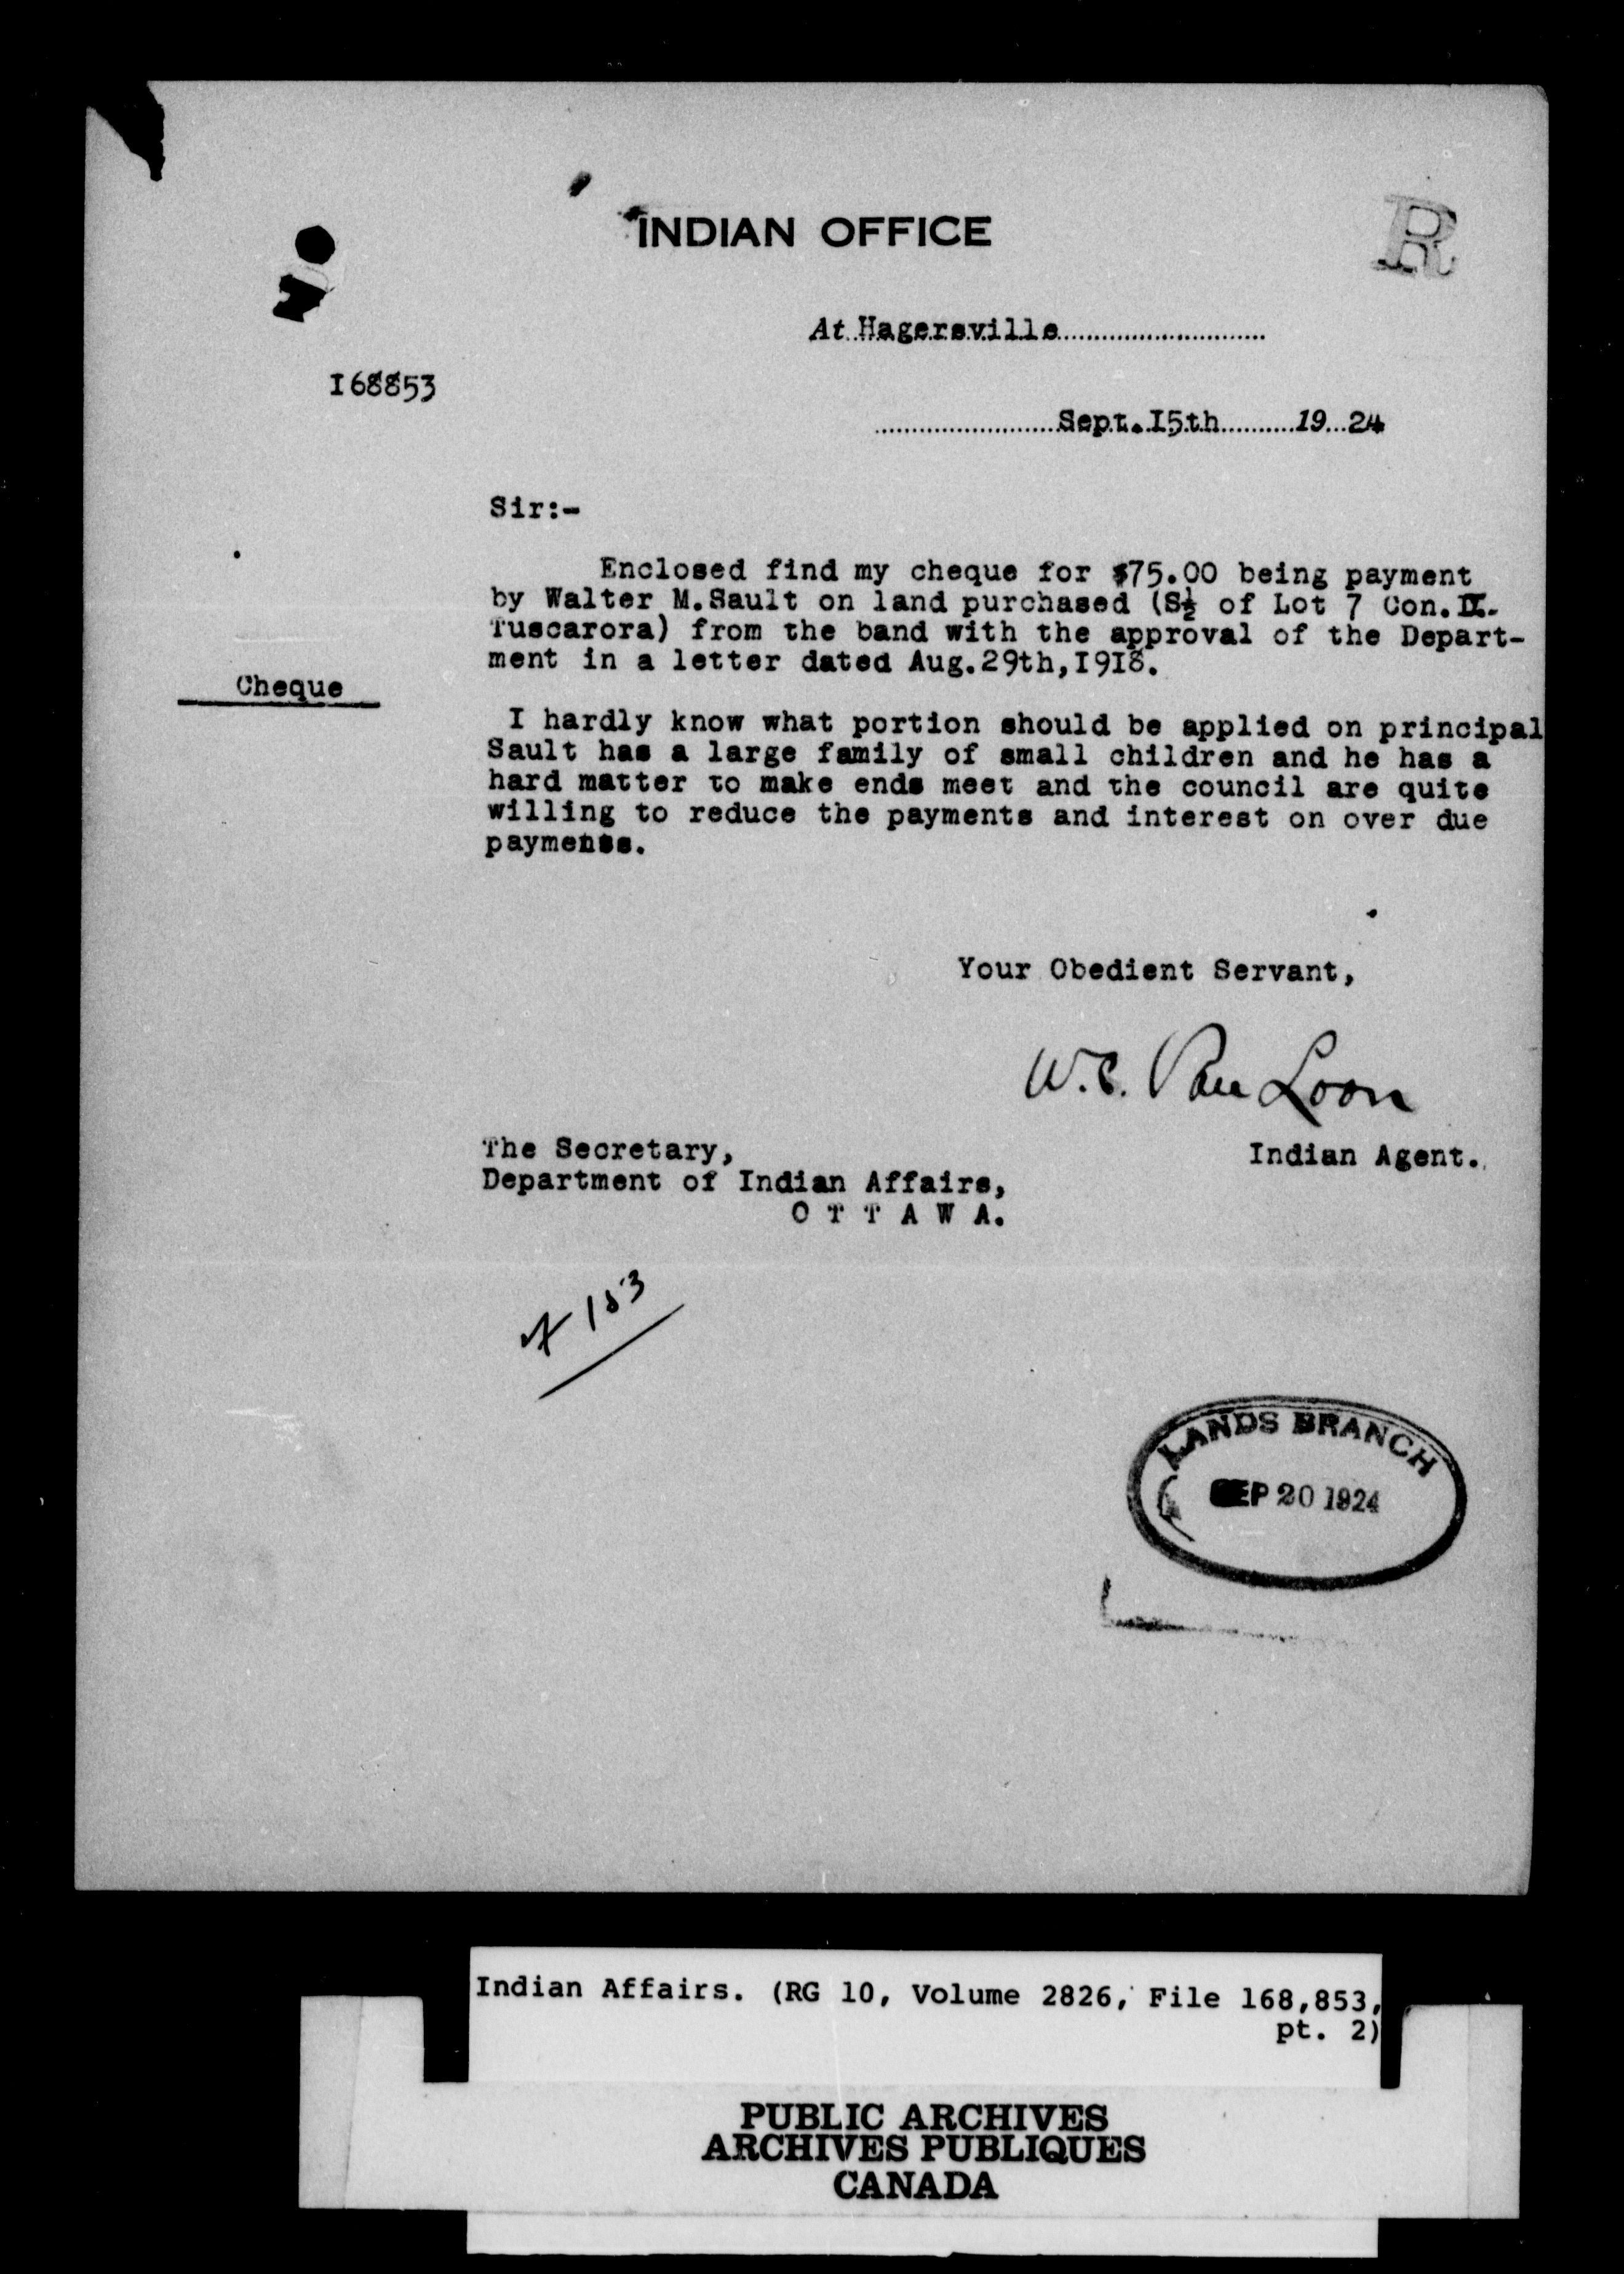 INDIAN OFFICE
R
At Hagersville
168853
Sept. 15th 19 24
Sir:-
Enclosed find my cheque for $75.00 being payment
by Walter M.Sault on land purchased (S½ of Lot 7 Con.IX.
Tuscarora) from the band with the approval of the Depart-
ment in a letter dated Aug.29th,1918.
Cheque
I hardly know what portion should be applied on principal
Sault has a large family of small children and he has a
hard matter to make ends meet and the council are quite
willing to reduce the payments and interest on over due
payments.
Your Obedient Servant,
W.C. Van Loon
Indian Agent.
The Secretary,
Department of Indian Affairs,
O T T A W A.
153
LANDS BRANCH
SEP 20 1924
Indian Affairs. (RG 10, Volume 2826, File 168,853,
pt. 2)
PUBLIC ARCHIVES
ARCHIVES PUBLIQUES
CANADA